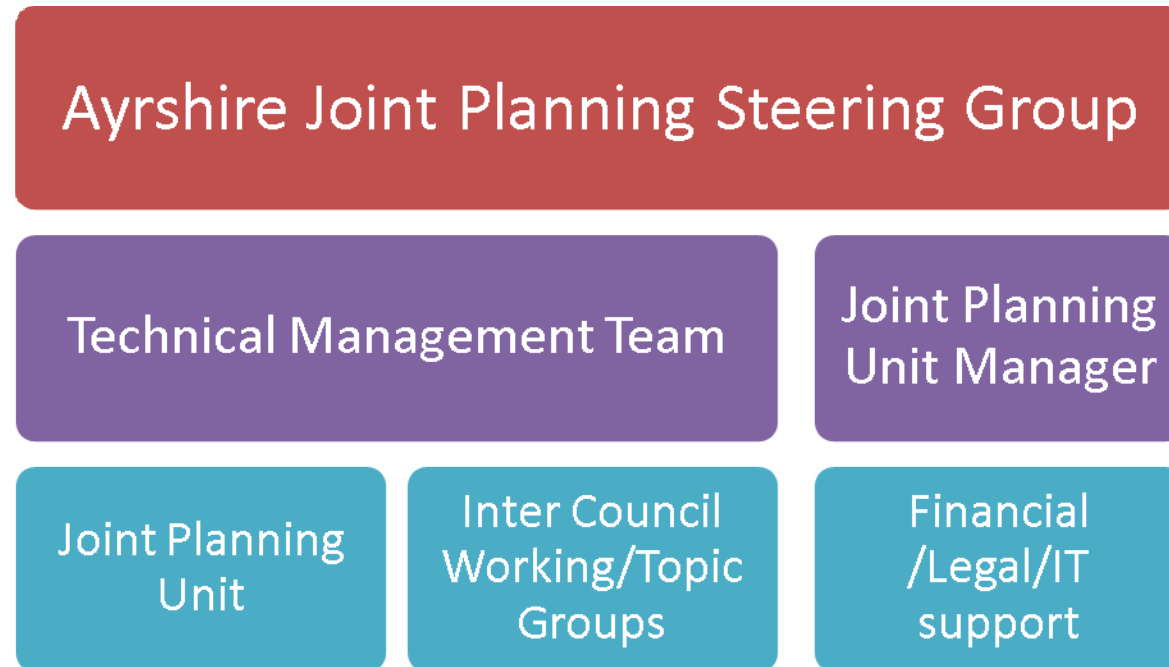 Ayrshire Joint Planning Steering Group
Technical Management Team
Joint Planning
Unit Manager
Joint Planning
Unit
Inter Council
Working/Topic
Groups
Financial
/Legal/IT
support